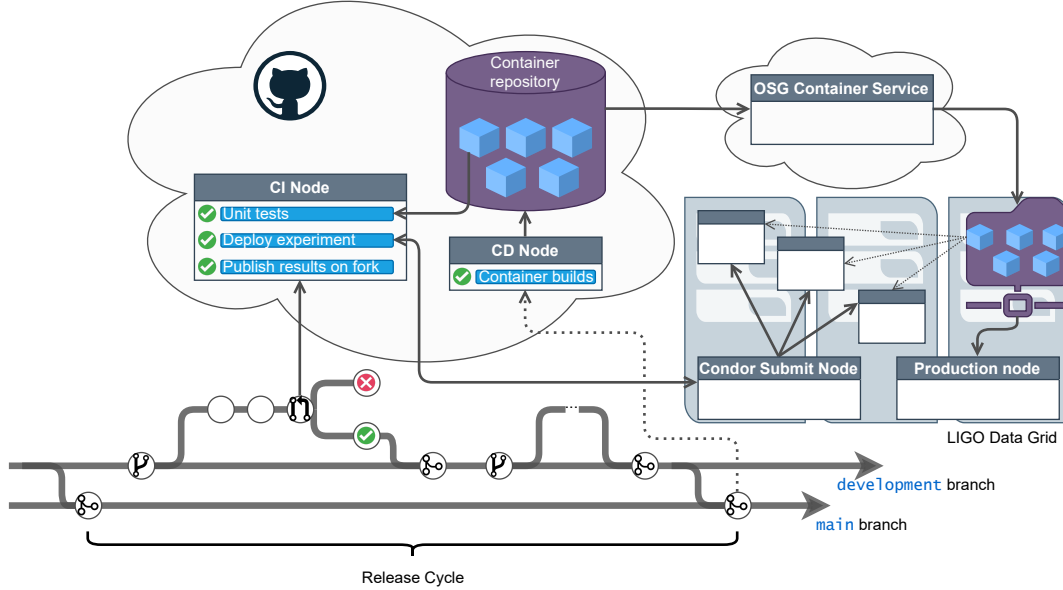 Container
repository
OSG Container Service
CI Node
Unit tests
Deploy experiment
Publish results on fork
CD Node
Container builds
Condor Submit Node
Production node
LIGO Data Grid
development branch
main branch
Release Cycle